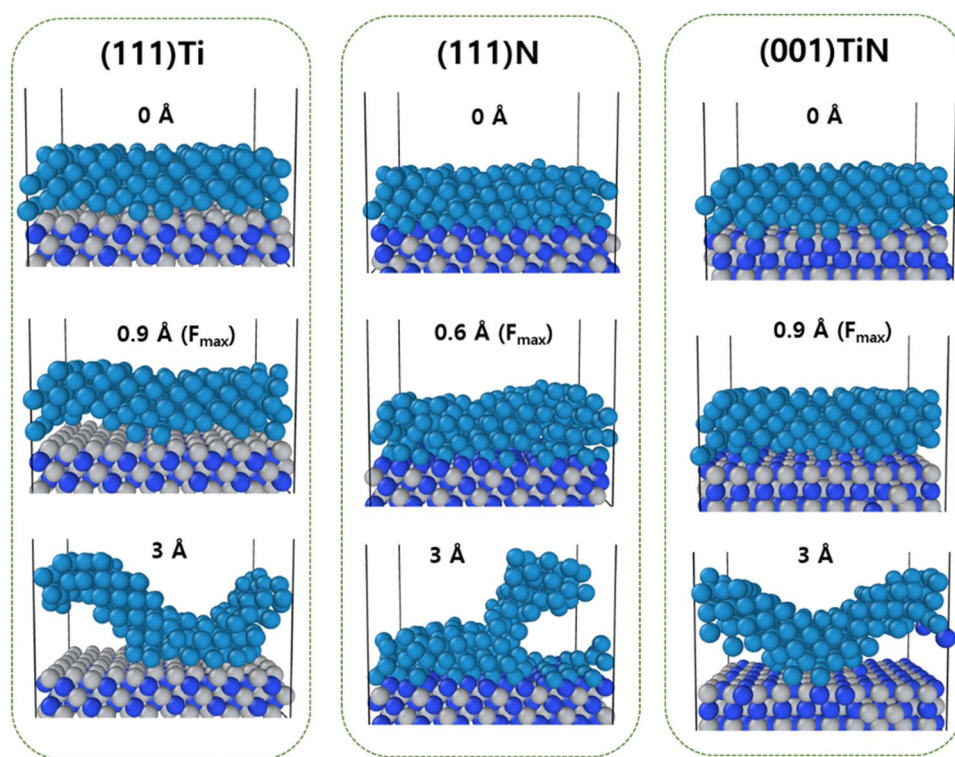 (111)Ti
0 Å
0.9 Å (Fmax)
3 Å
(111)N
0 Å
0.6 Å (Fmax)
3 Å
(001)TiN
0 Å
0.9 Å (Fmax)
3 Å